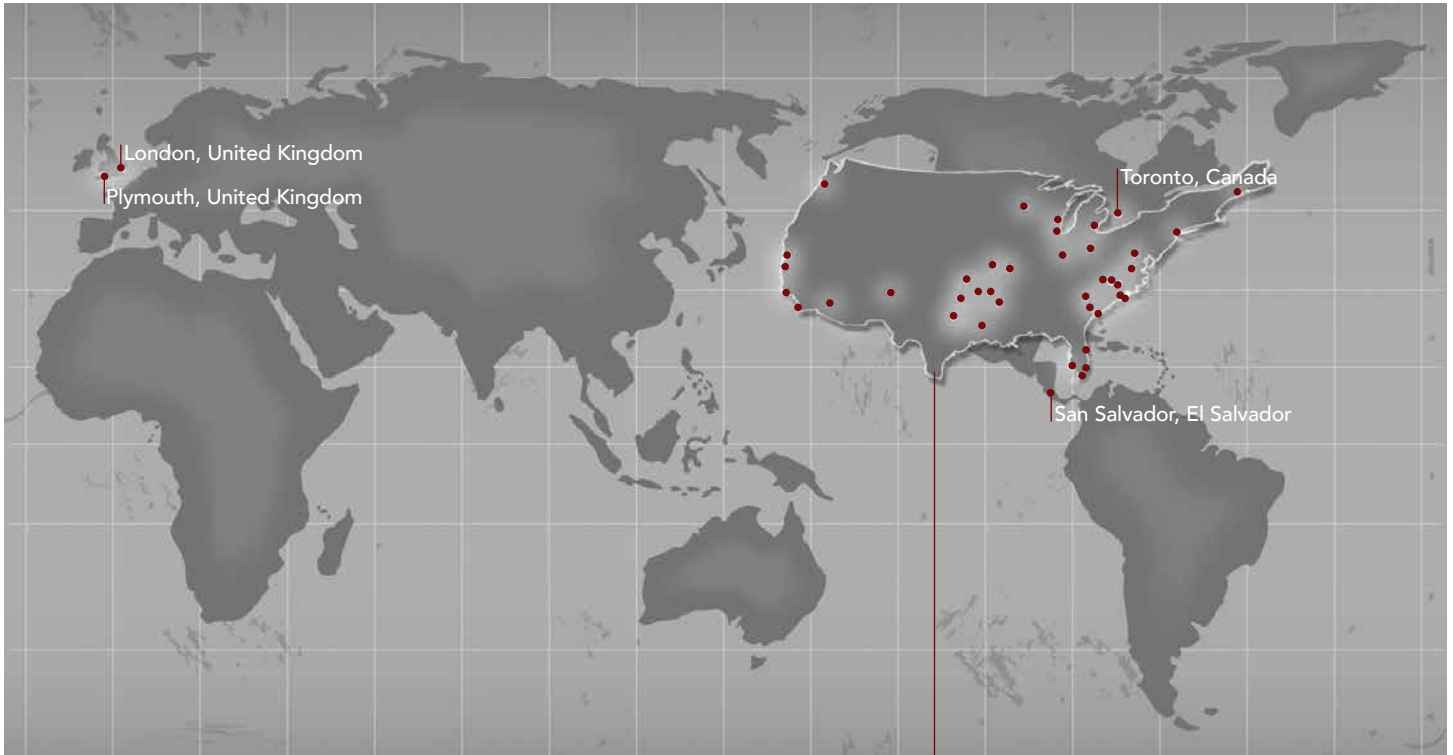 London, United Kingdom
Plymouth, United Kingdom
Toronto, Canada
San Salvador, El Salvador